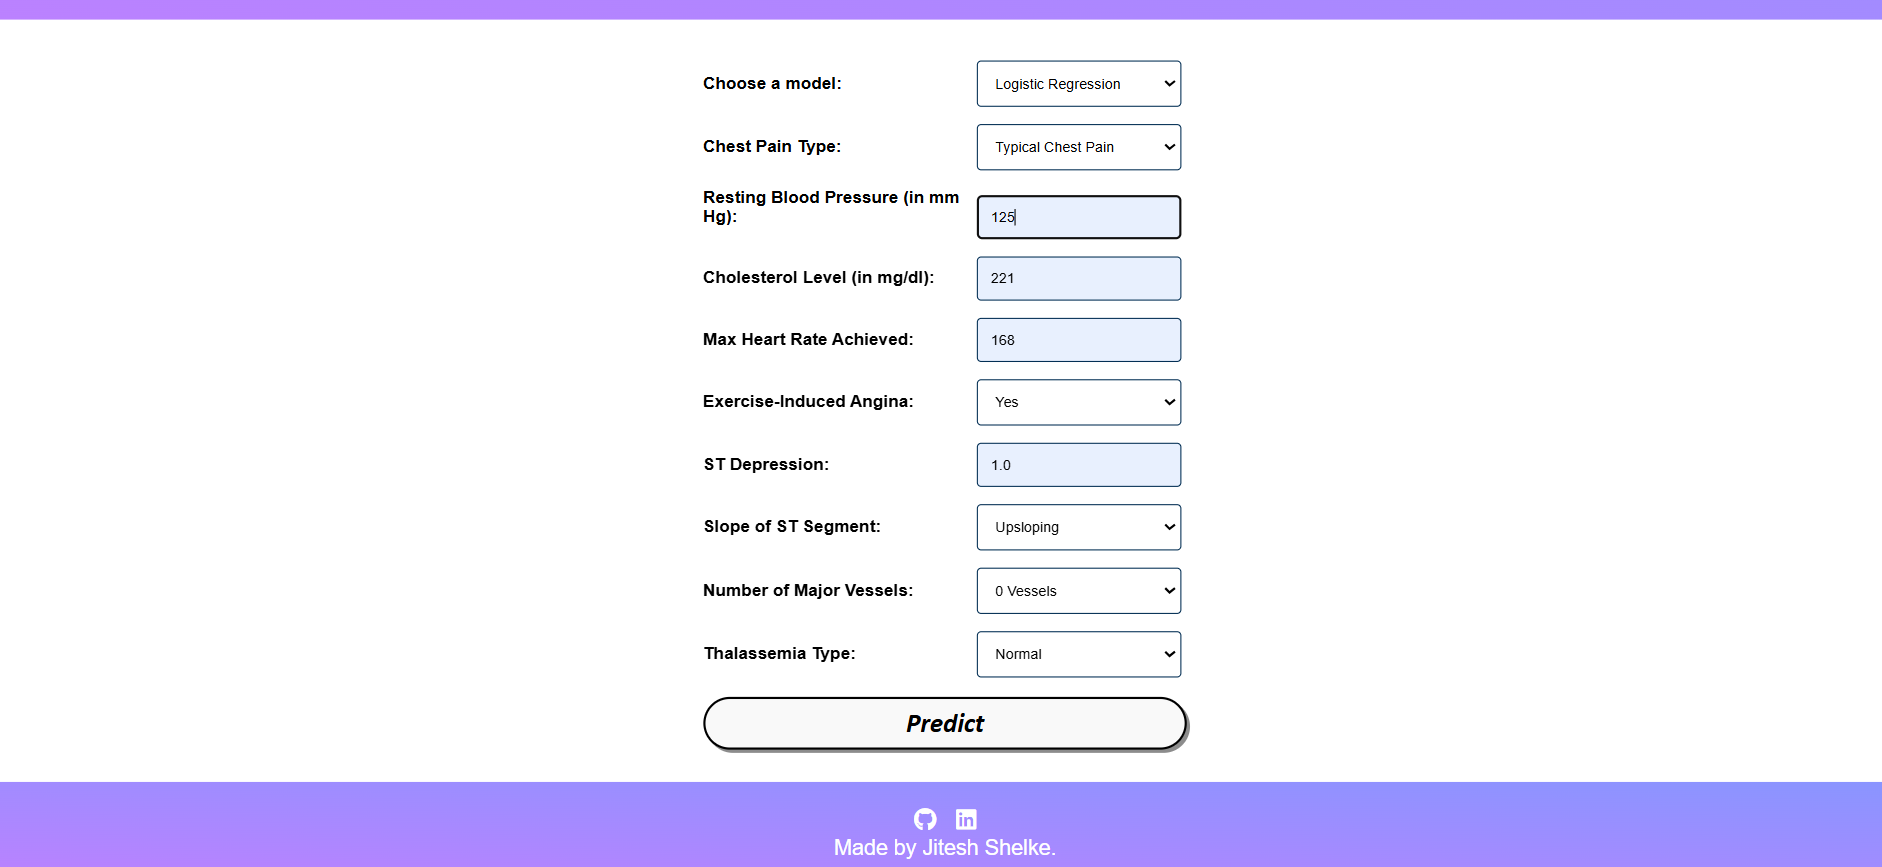 Choose a model: Logistic Regression
Chest Pain Type: Typical Chest Pain
Resting Blood Pressure (in mm
Hg): 125
Cholesterol Level (in mg/dl): 221
Max Heart Rate Achieved: 168
Exercise-Induced Angina: Yes
ST Depression: 1.0
Slope of ST Segment: Upsloping
Number of Major Vessels: 0 Vessels
Thalassemia Type: Normal
Predict
in
Made by Jitesh Shelke.